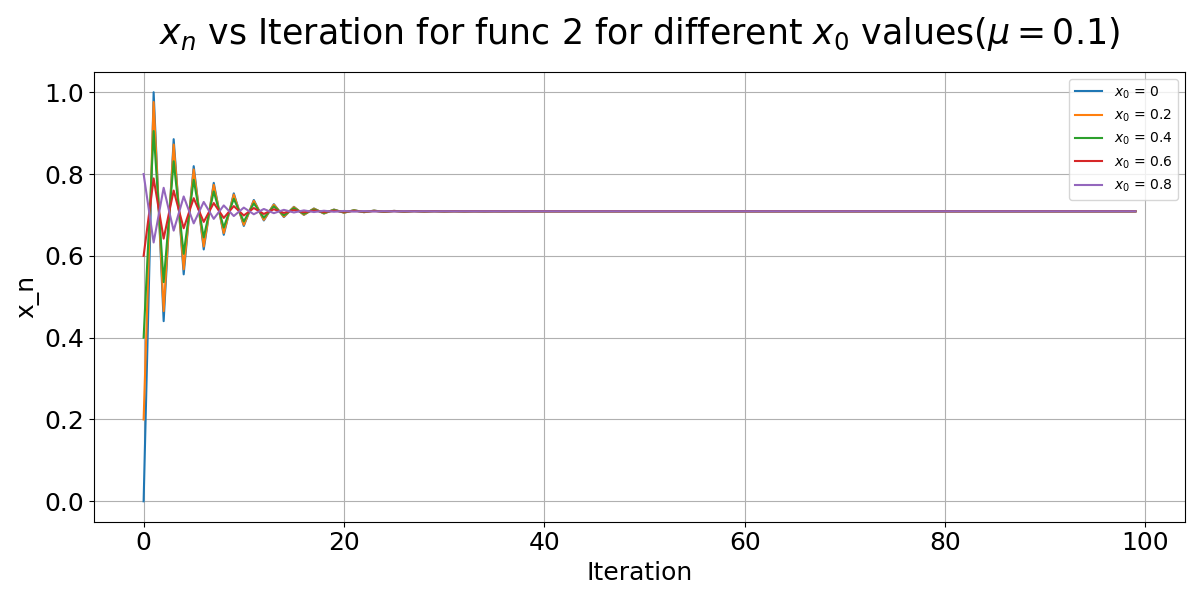 x_n vs Iteration for func 2 for different x_0 values(μ = 0.1)
x_0 = 0
x_0 = 0.2
x_0 = 0.4
x_0 = 0.6
x_0 = 0.8
x_n
1.0
0.8
0.6
0.4
0.2
0.0
0 20 40 60 80 100
Iteration